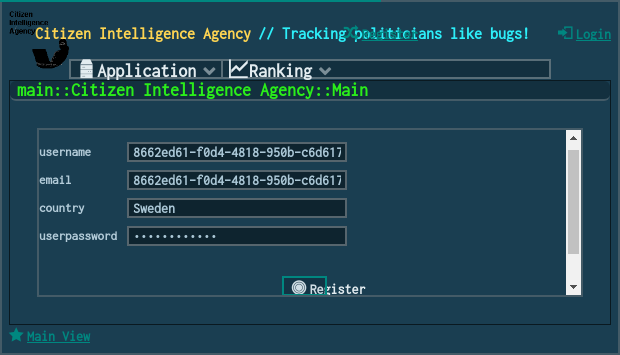 Citizen
Intelligence
Agency
Citizen Intelligence Agency // Tracking politicians like bugs!
Login
Application
Ranking
main::Citizen Intelligence Agency::Main
username 8662ed61-f0d4-4818-950b-c6d617
email 8662ed61-f0d4-4818-950b-c6d617
country Sweden
userpassword ••••••••••••
Register
Main View